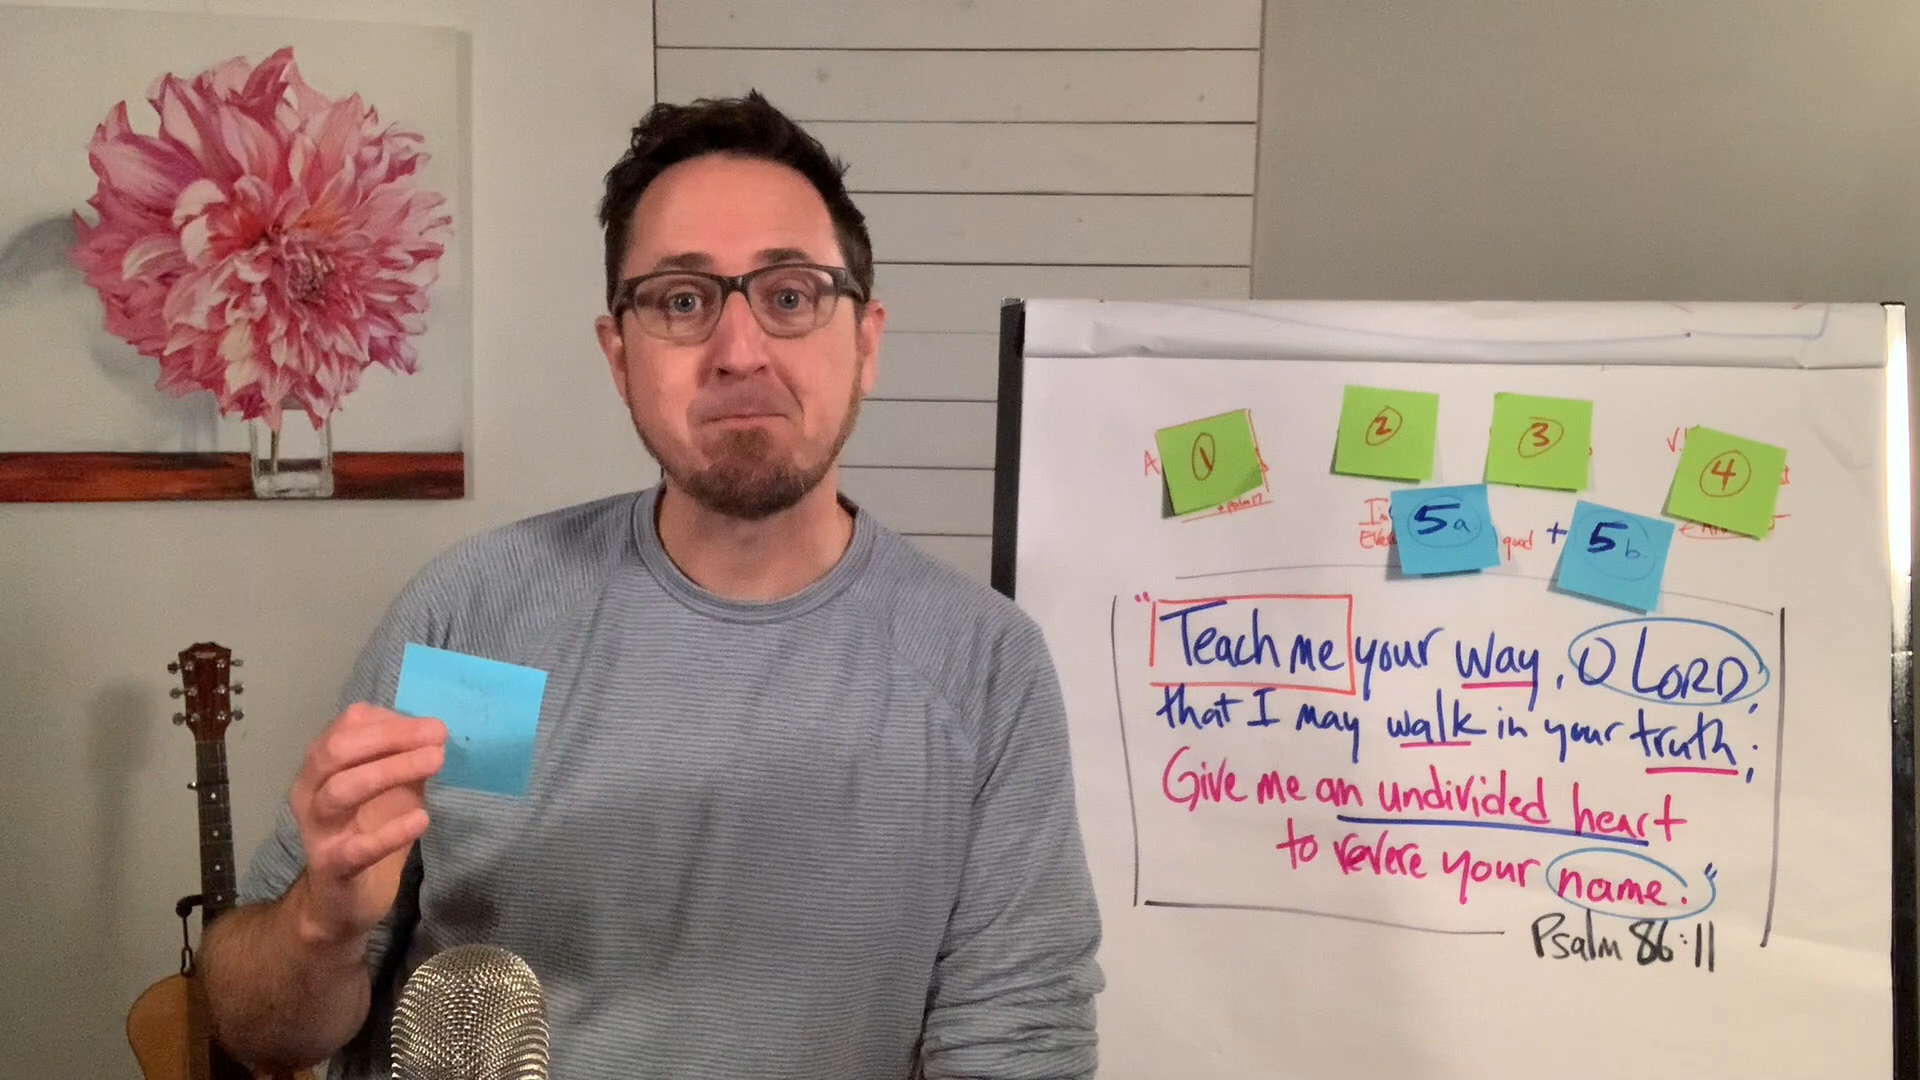 1
2
3
4
5a
+
5b
"Teach me your way, O LORD,
that I may walk in your truth;
Give me an undivided heart
to revere your name."
Psalm 86:11